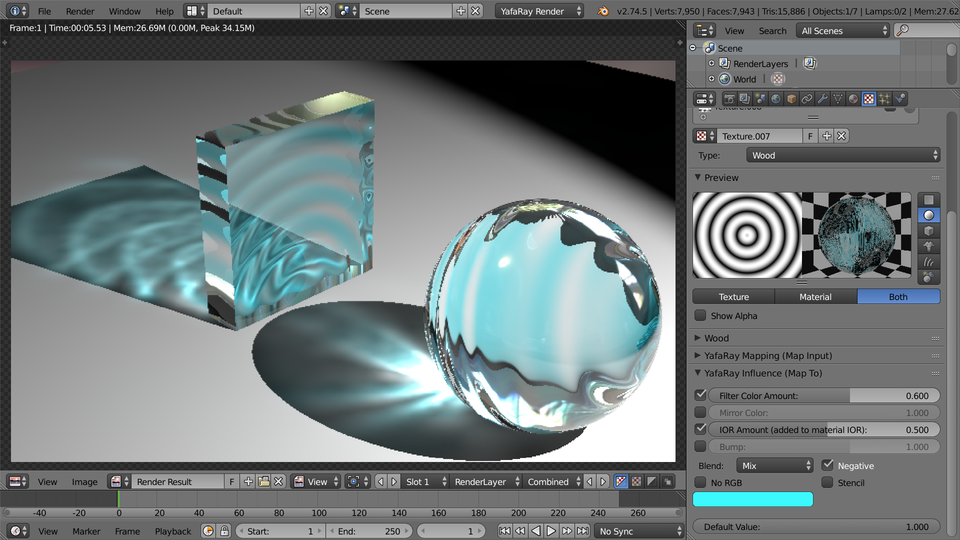 File Render Window Help Default Scene YafaRay Render v2.74.5 | Verts:7,950 | Faces:7,943 | Tris:15,886 | Objects:1/7 | Lamps:0/2 | Mem:27.62
Frame:1 | Time:00:05.53 | Mem:26.69M (0.00M, Peak 34.15M)
View Search All Scenes
Scene
RenderLayers
World
Texture.007 F
Type: Wood
Preview
Texture Material Both
Show Alpha
Wood
YafaRay Mapping (Map Input)
YafaRay Influence (Map To)
Filter Color Amount: 0.600
Mirror Color: 1.000
IOR Amount (added to material IOR): 0.500
Bump: 1.000
Blend: Mix Negative
No RGB Stencil
Default Value: 1.000
View Image Render Result F View Slot 1 RenderLayer Combined
-40 -20 0 20 40 60 80 100 120 140 160 180 200 220 240 260
View Marker Frame Playback Start: 1 End: 250 1 No Sync